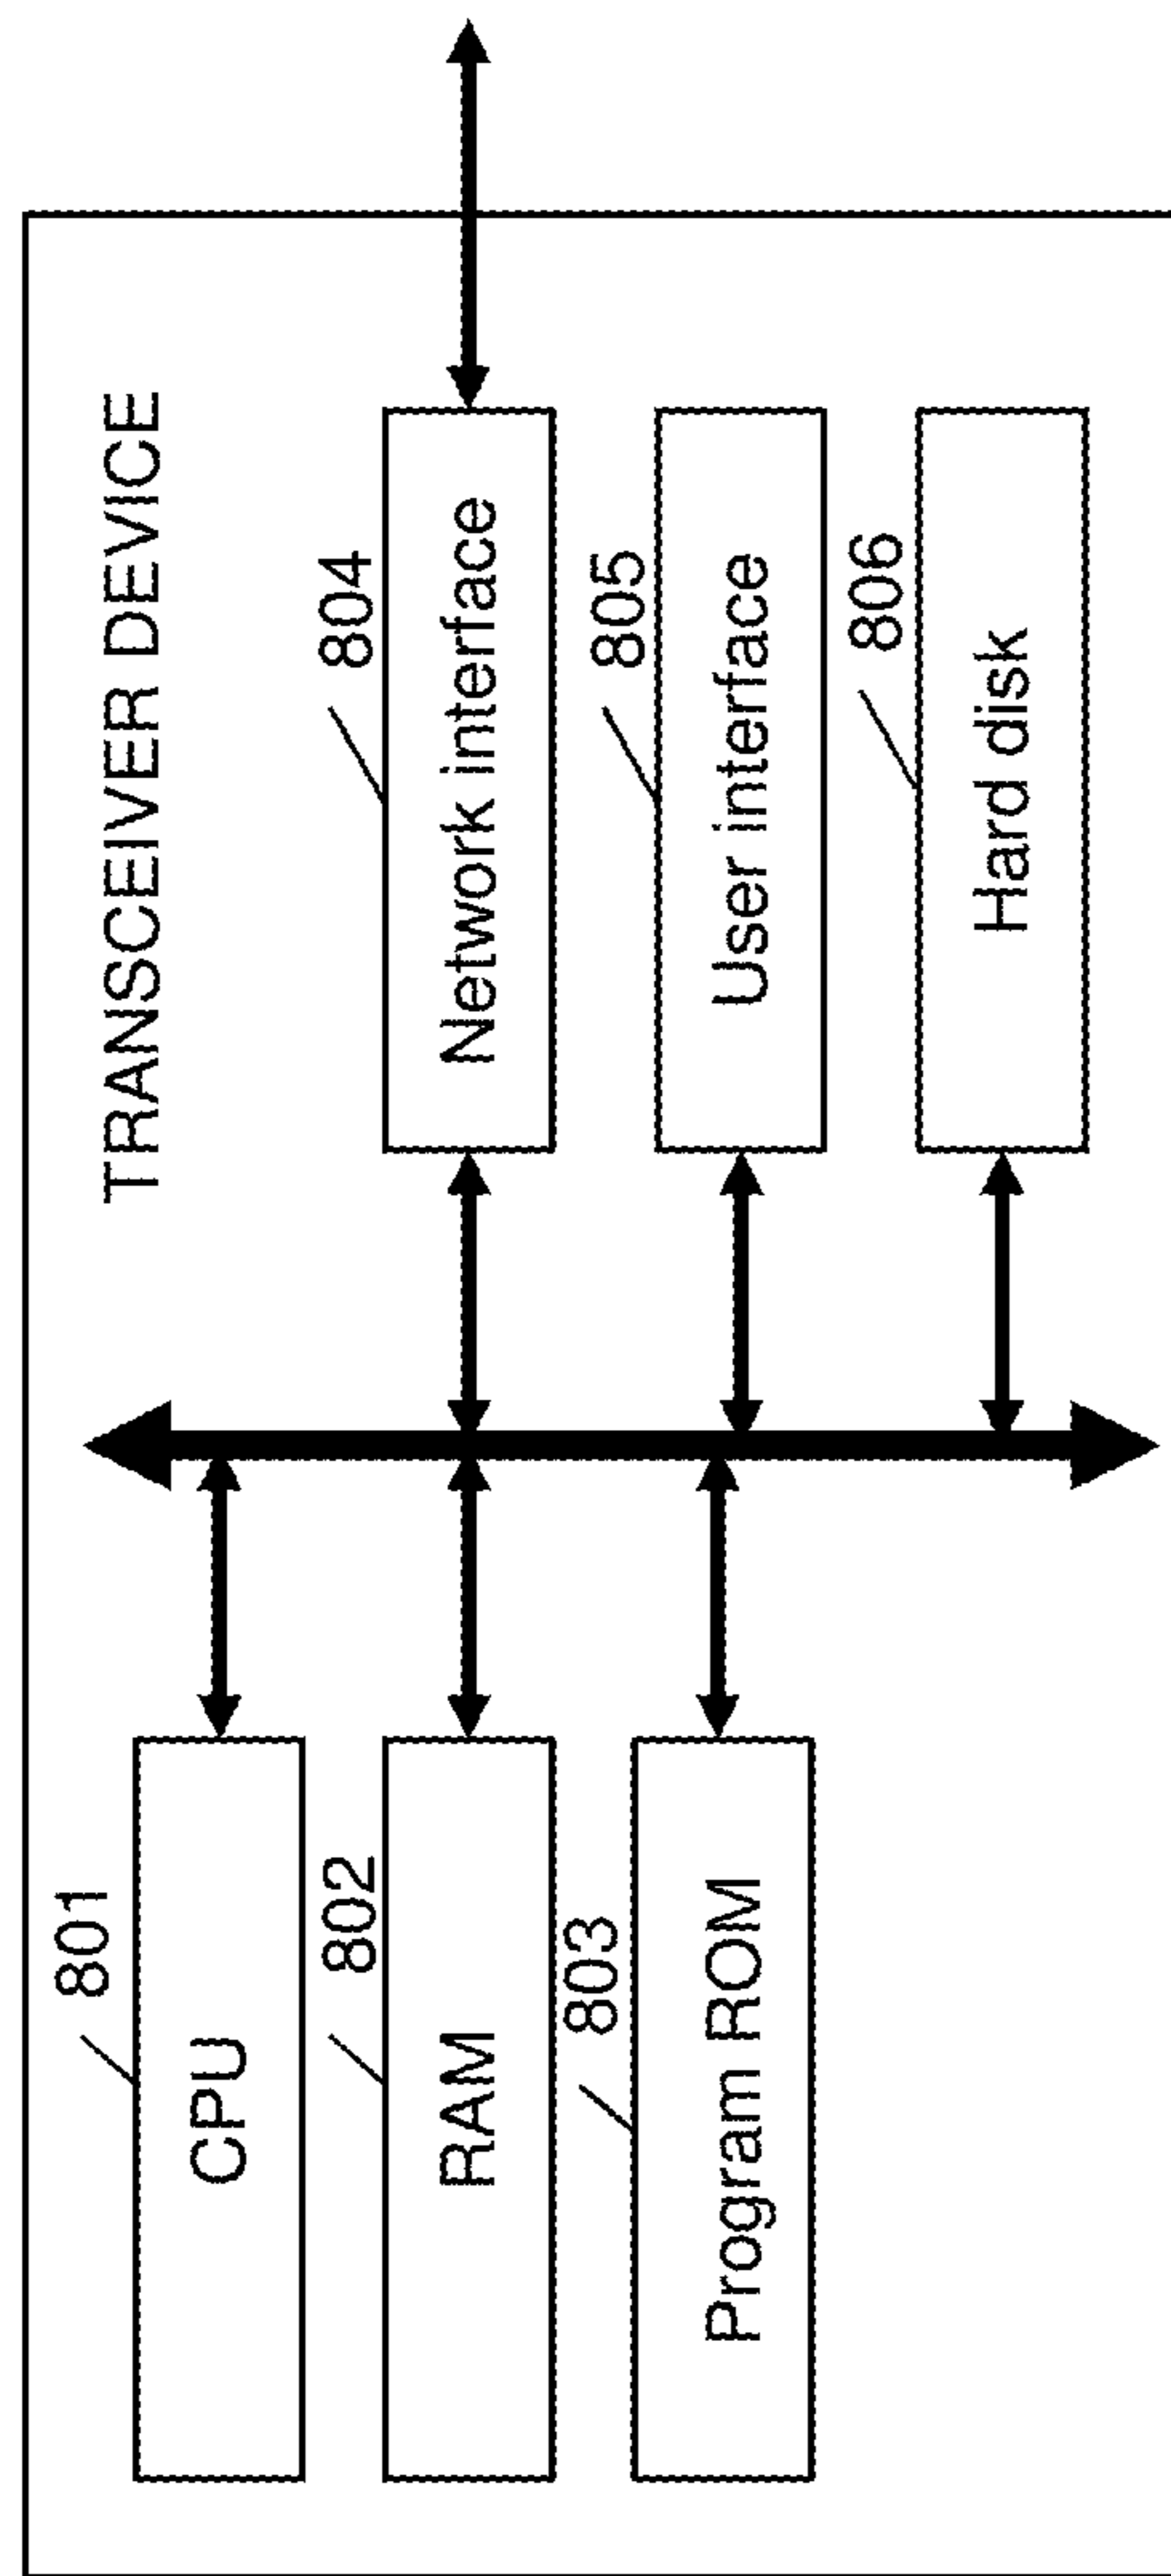 TRANSCEIVER DEVICE
801
CPU
802
RAM
803
Program ROM
804
Network interface
805
User interface
806
Hard disk